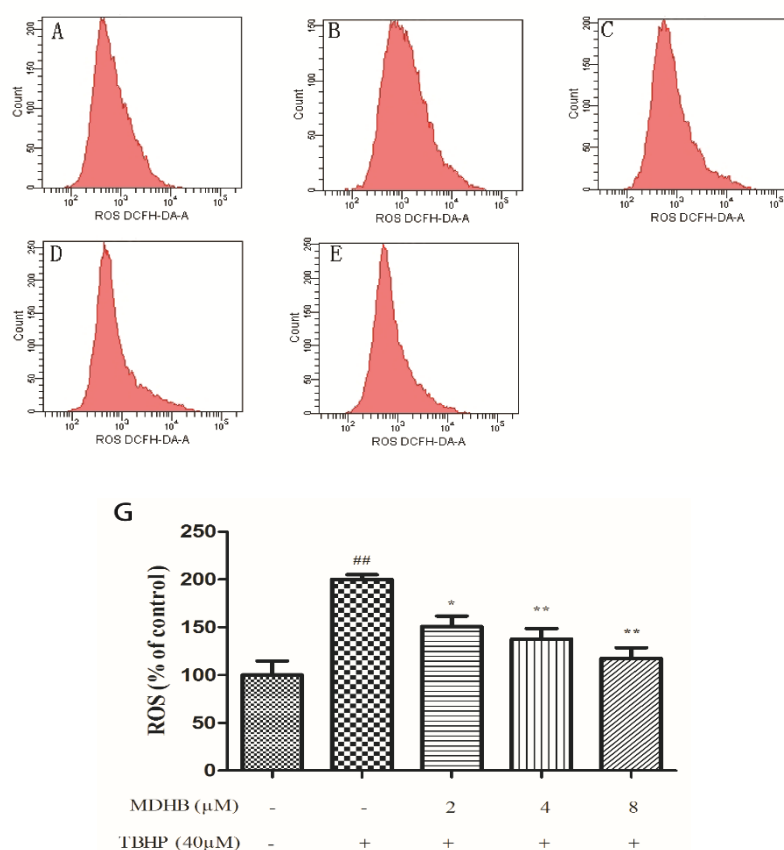 A
200
150
100
50
0
Count
10² 10³ 10⁴ 10⁵
ROS DCFH-DA-A
B
150
100
50
0
Count
10² 10³ 10⁴ 10⁵
ROS DCFH-DA-A
C
200
150
100
50
0
Count
10² 10³ 10⁴ 10⁵
ROS DCFH-DA-A
D
250
200
150
100
50
0
Count
10² 10³ 10⁴ 10⁵
ROS DCFH-DA-A
E
250
200
150
100
50
0
Count
10² 10³ 10⁴ 10⁵
ROS DCFH-DA-A
G
ROS (% of control)
250
200
150
100
50
0
##
*
**
**
MDHB (μM) - - 2 4 8
TBHP (40μM) - + + + +